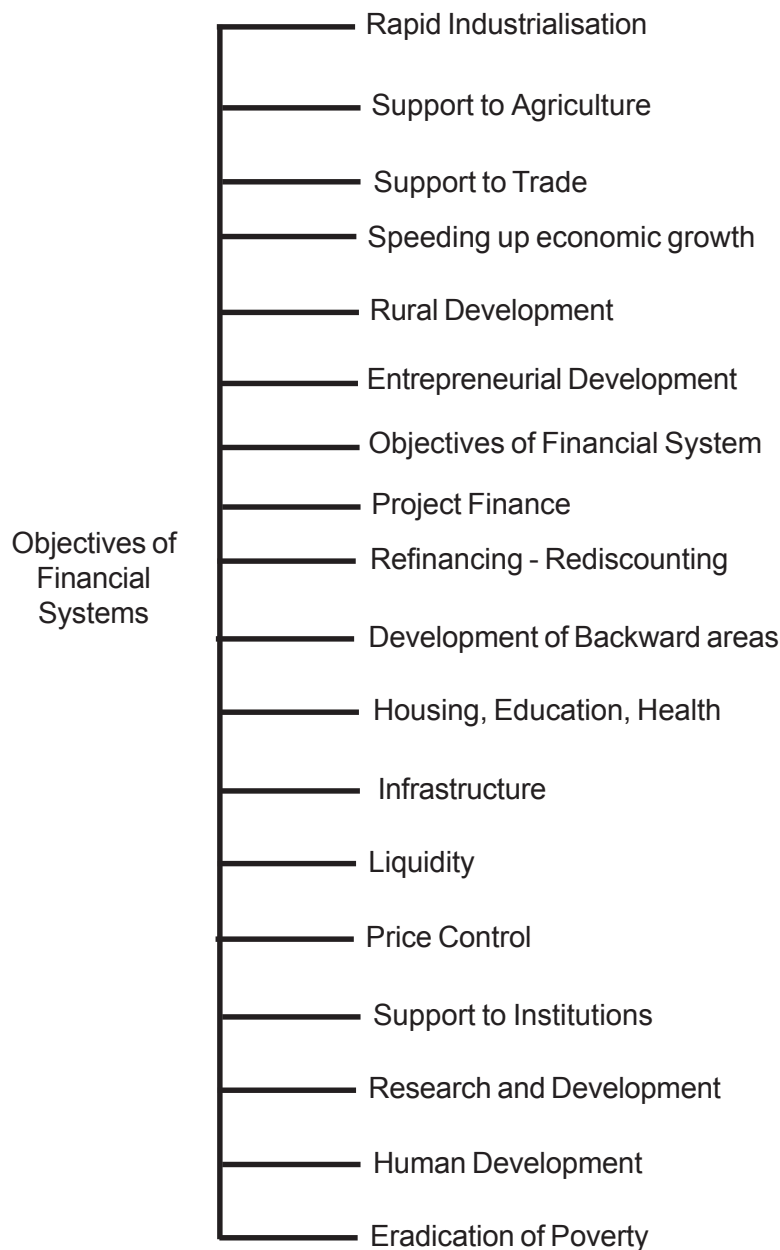 Rapid Industrialisation
Support to Agriculture
Support to Trade
Speeding up economic growth
Rural Development
Entrepreneurial Development
Objectives of Financial System
Project Finance
Objectives of
Financial
Systems
Refinancing - Rediscounting
Development of Backward areas
Housing, Education, Health
Infrastructure
Liquidity
Price Control
Support to Institutions
Research and Development
Human Development
Eradication of Poverty